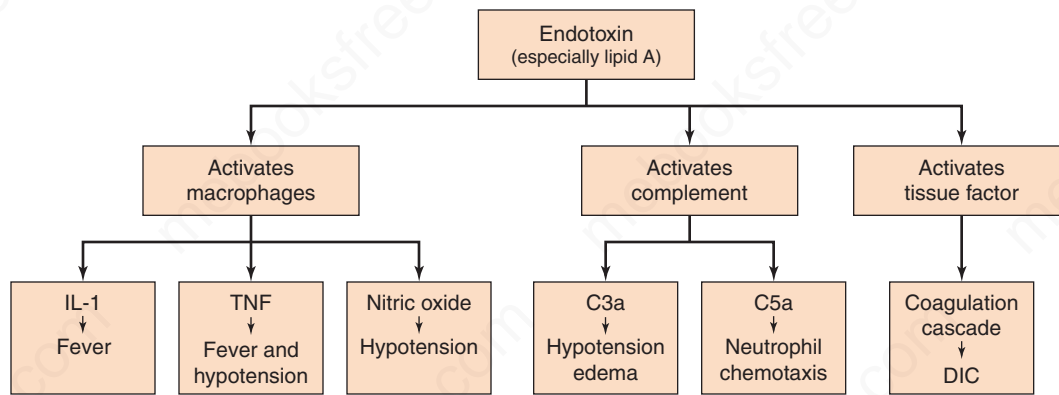 Endotoxin
(especially lipid A)
Activates
macrophages
Activates
complement
Activates
tissue factor
IL-1
Fever
TNF
Fever and
hypotension
Nitric oxide
Hypotension
C3a
Hypotension
edema
C5a
Neutrophil
chemotaxis
Coagulation
cascade
DIC